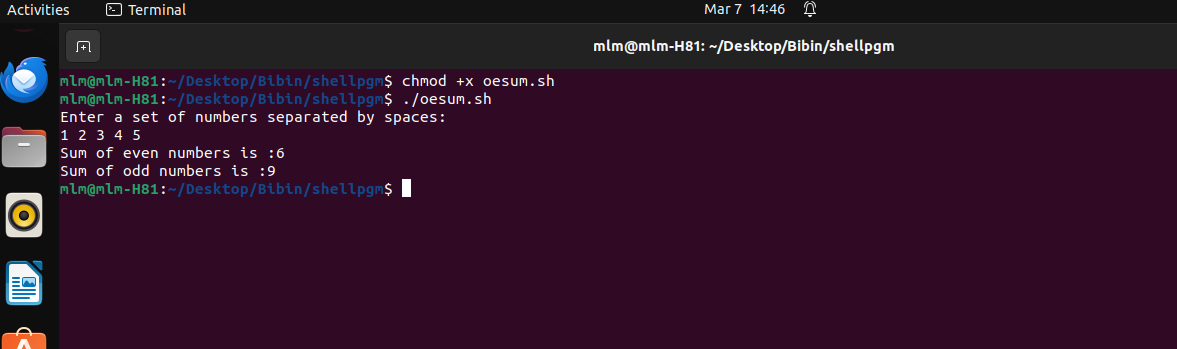 Activities
Terminal
Mar 7 14:46
mlm@mlm-H81: ~/Desktop/Bibin/shellpgm
mlm@mlm-H81:~/Desktop/Bibin/shellpgm$ chmod +x oesum.sh
mlm@mlm-H81:~/Desktop/Bibin/shellpgm$ ./oesum.sh
Enter a set of numbers separated by spaces:
1 2 3 4 5
Sum of even numbers is :6
Sum of odd numbers is :9
mlm@mlm-H81:~/Desktop/Bibin/shellpgm$